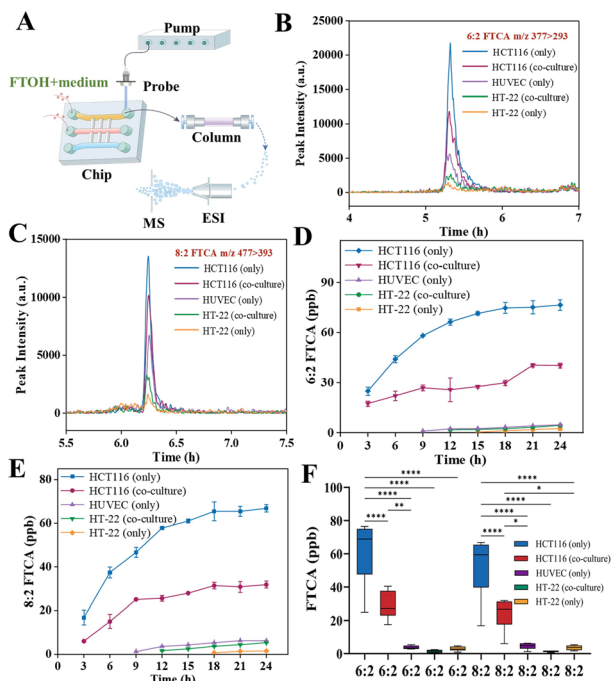 A
Pump
FTOH+medium
Probe
Column
Chip
MS
ESI
B
25000
20000
15000
10000
5000
0
Peak Intensity (a.u.)
6:2 FTCA m/z 377>293
HCT116 (only)
HCT116 (co-culture)
HUVEC (only)
HT-22 (co-culture)
HT-22 (only)
4 5 6 7
Time (h)
C
15000
10000
5000
0
Peak Intensity (a.u.)
8:2 FTCA m/z 477>393
HCT116 (only)
HCT116 (co-culture)
HUVEC (only)
HT-22 (co-culture)
HT-22 (only)
5.5 6.0 6.5 7.0 7.5
Time (h)
D
90
60
30
0
6:2 FTCA (ppb)
HCT116 (only)
HCT116 (co-culture)
HUVEC (only)
HT-22 (co-culture)
HT-22 (only)
0 3 6 9 12 15 18 21 24
Time (h)
E
80
60
40
20
0
8:2 FTCA (ppb)
HCT116 (only)
HCT116 (co-culture)
HUVEC (only)
HT-22 (co-culture)
HT-22 (only)
0 3 6 9 12 15 18 21 24
Time (h)
F
100
80
60
40
20
0
FTCA (ppb)
****
****
****
**
****
****
*
****
****
*
****
HCT116 (only)
HCT116 (co-culture)
HUVEC (only)
HT-22 (co-culture)
HT-22 (only)
6:2 6:2 6:2 6:2 6:2 8:2 8:2 8:2 8:2 8:2